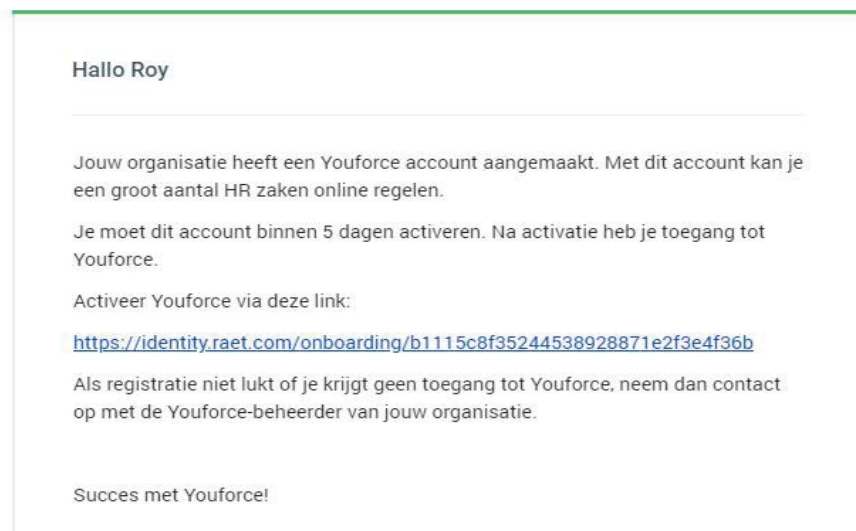 Hallo Roy
Jouw organisatie heeft een Youforce account aangemaakt. Met dit account kan je
een groot aantal HR zaken online regelen.
Je moet dit account binnen 5 dagen activeren. Na activatie heb je toegang tot
Youforce.
Activeer Youforce via deze link:
https://identity.raet.com/onboarding/b1115c8f35244538928871e2f3e4f36b
Als registratie niet lukt of je krijgt geen toegang tot Youforce, neem dan contact
op met de Youforce-beheerder van jouw organisatie.
Succes met Youforce!